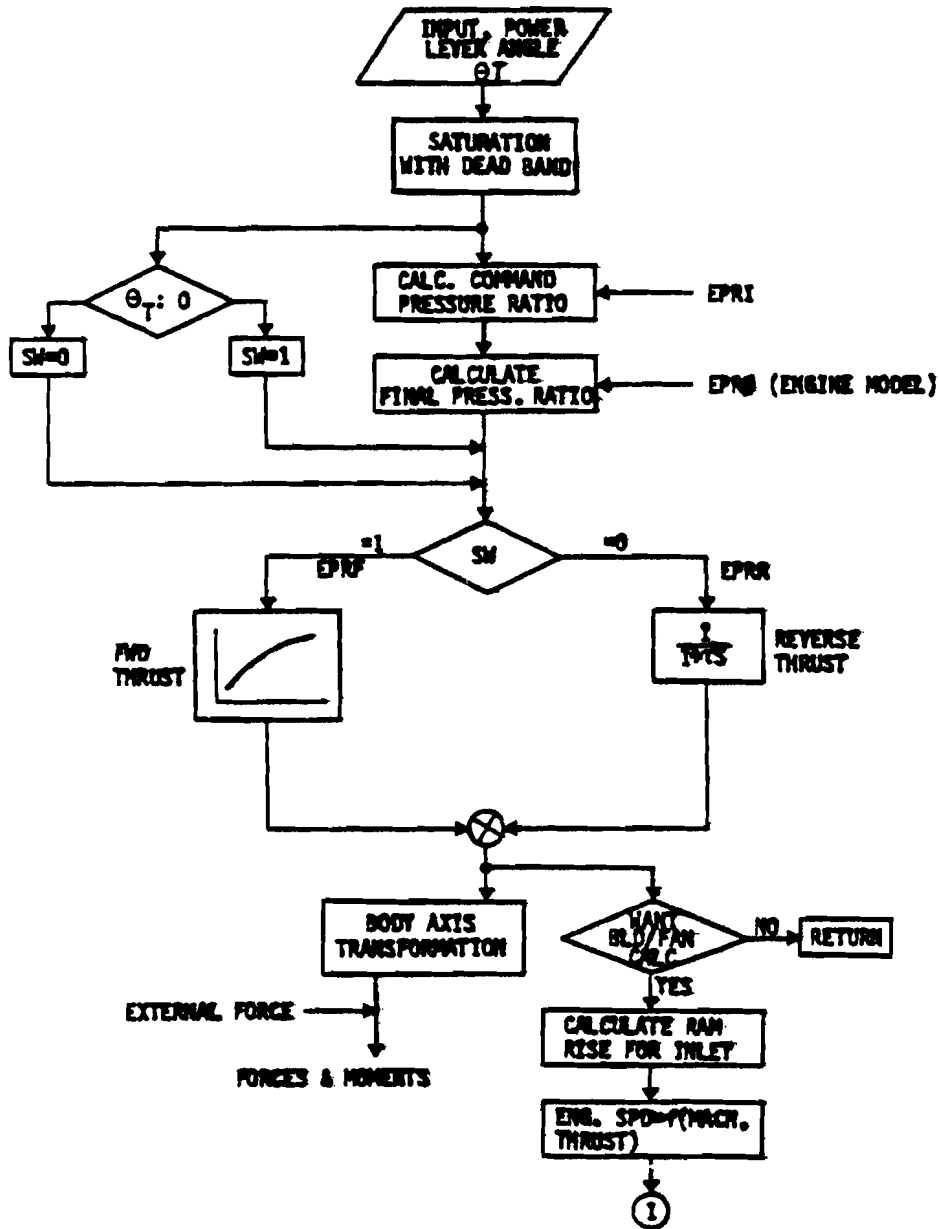 INPUT. POWER
LEVER ANGLE
ΘT
SATURATION
WITH DEAD BAND
ΘT: 0
CALC. COMMAND
PRESSURE RATIO
EPRI
SW=0
SW=1
CALCULATE
FINAL PRESS. RATIO
EPRØ (ENGINE MODEL)
SW
=1
EPRF
=0
EPRR
FWD
THRUST
REVERSE
THRUST
BODY AXIS
TRANSFORMATION
WANT
BLD/FAN
CALC
NO
RETURN
YES
EXTERNAL FORCE
CALCULATE RAM
RISE FOR INLET
FORCES & MOMENTS
ENG. SPD=f(MACH.
THRUST)
1